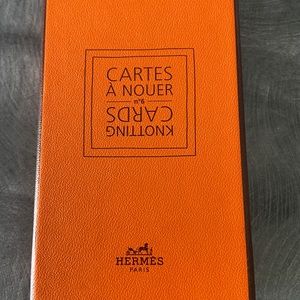 CARTES
À NOUER
n°6
KNOTTING
CARDS
HERMÈS
PARIS